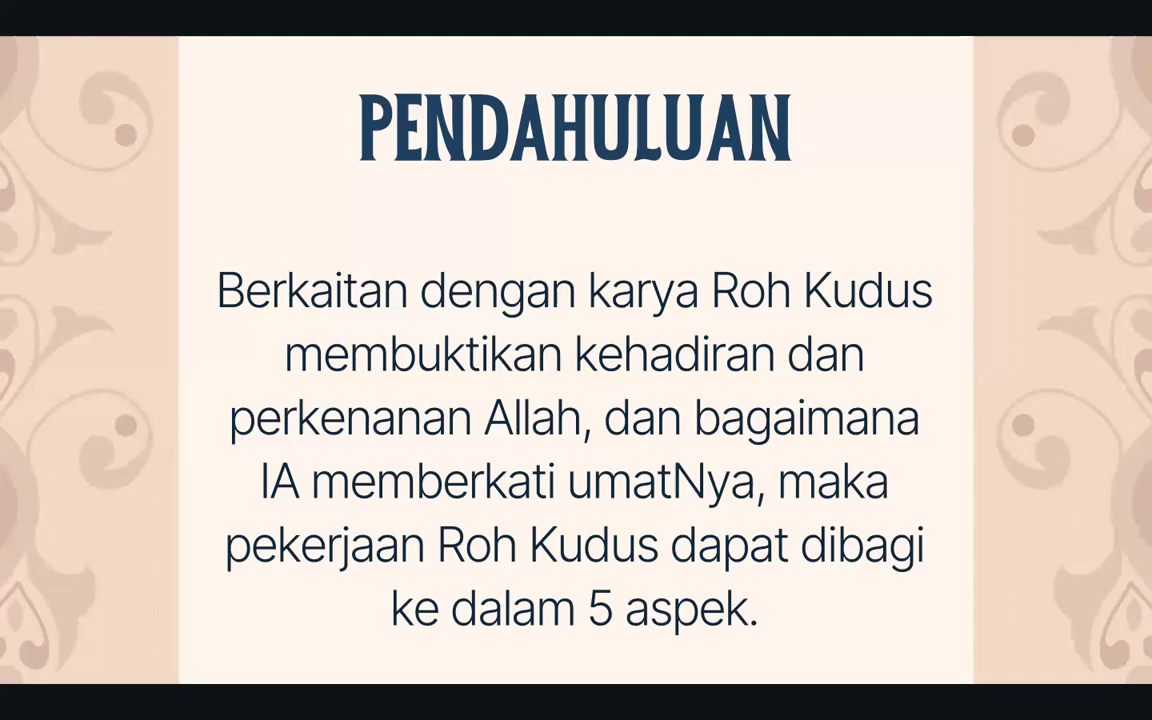 PENDAHULUAN
Berkaitan dengan karya Roh Kudus
membuktikan kehadiran dan
perkenanan Allah, dan bagaimana
IA memberkati umatNya, maka
pekerjaan Roh Kudus dapat dibagi
ke dalam 5 aspek.